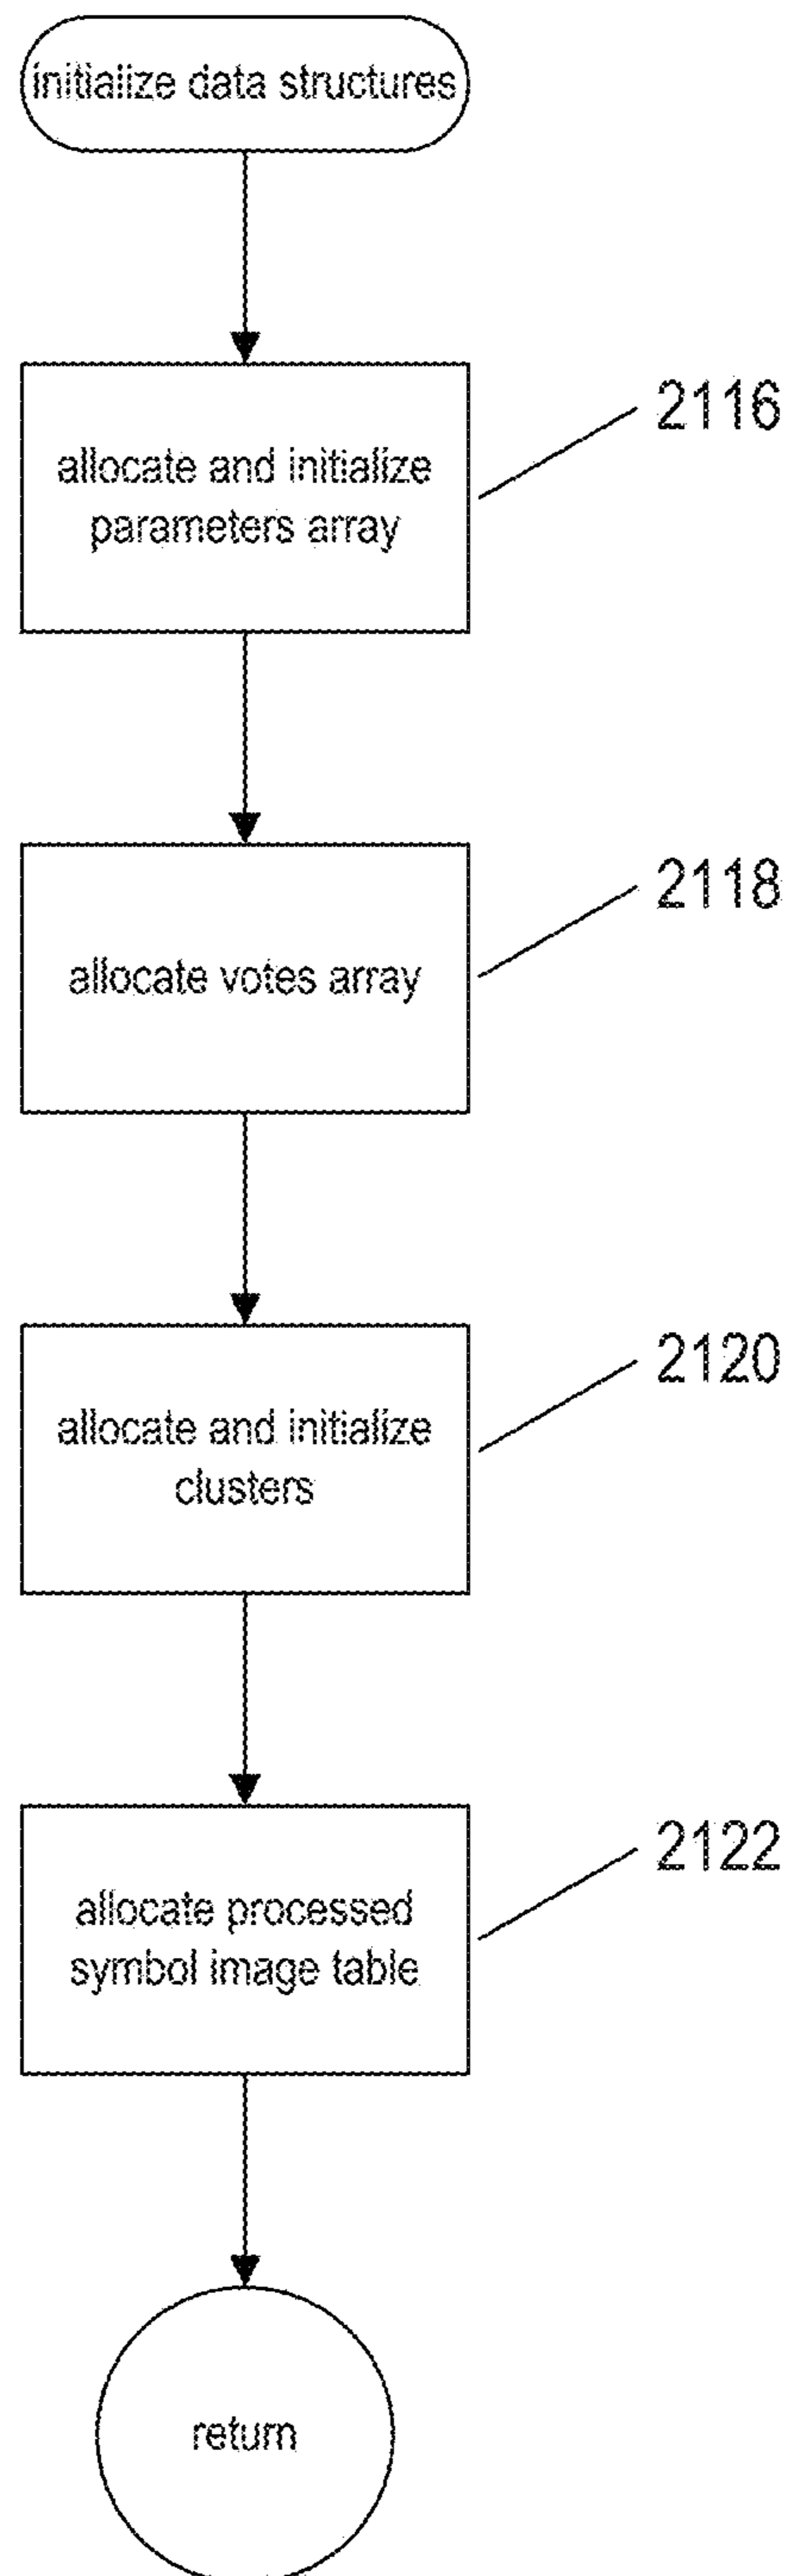 initialize data structures
allocate and initialize
parameters array
2116
allocate votes array
2118
allocate and initialize
clusters
2120
allocate processed
symbol image table
2122
return